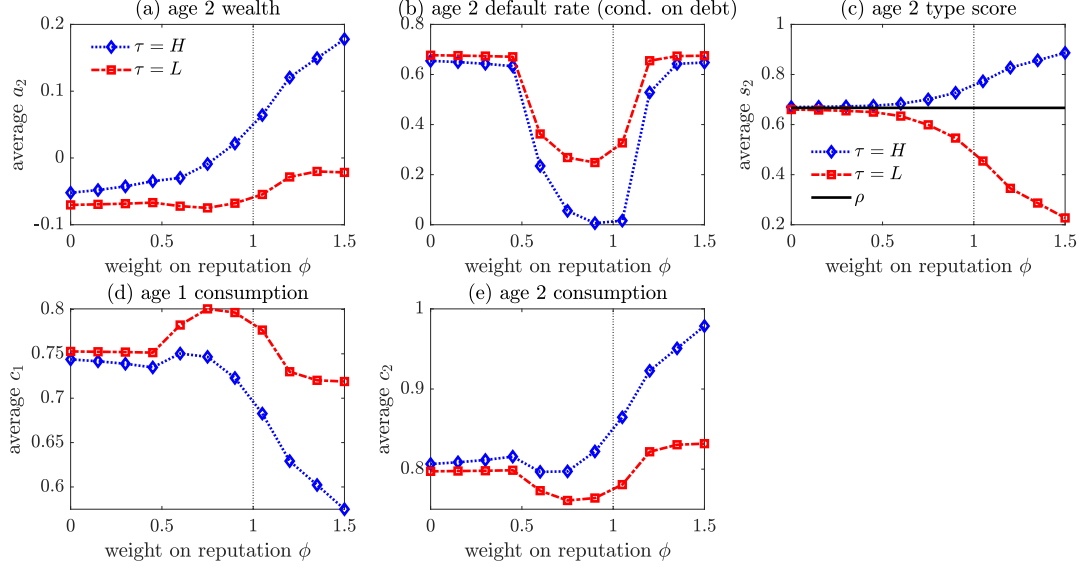 (a) age 2 wealth
0.2
0.1
0
-0.1
average a₂
τ = H
τ = L
0
0.5
1
1.5
weight on reputation ϕ
(b) age 2 default rate (cond. on debt)
0.8
0.6
0.4
0.2
0
0
0.5
1
1.5
weight on reputation ϕ
(c) age 2 type score
1
0.8
0.6
0.4
0.2
average s₂
τ = H
τ = L
ρ
0
0.5
1
1.5
weight on reputation ϕ
(d) age 1 consumption
0.8
0.75
0.7
0.65
0.6
average c₁
0
0.5
1
1.5
weight on reputation ϕ
(e) age 2 consumption
1
0.9
0.8
average c₂
0
0.5
1
1.5
weight on reputation ϕ